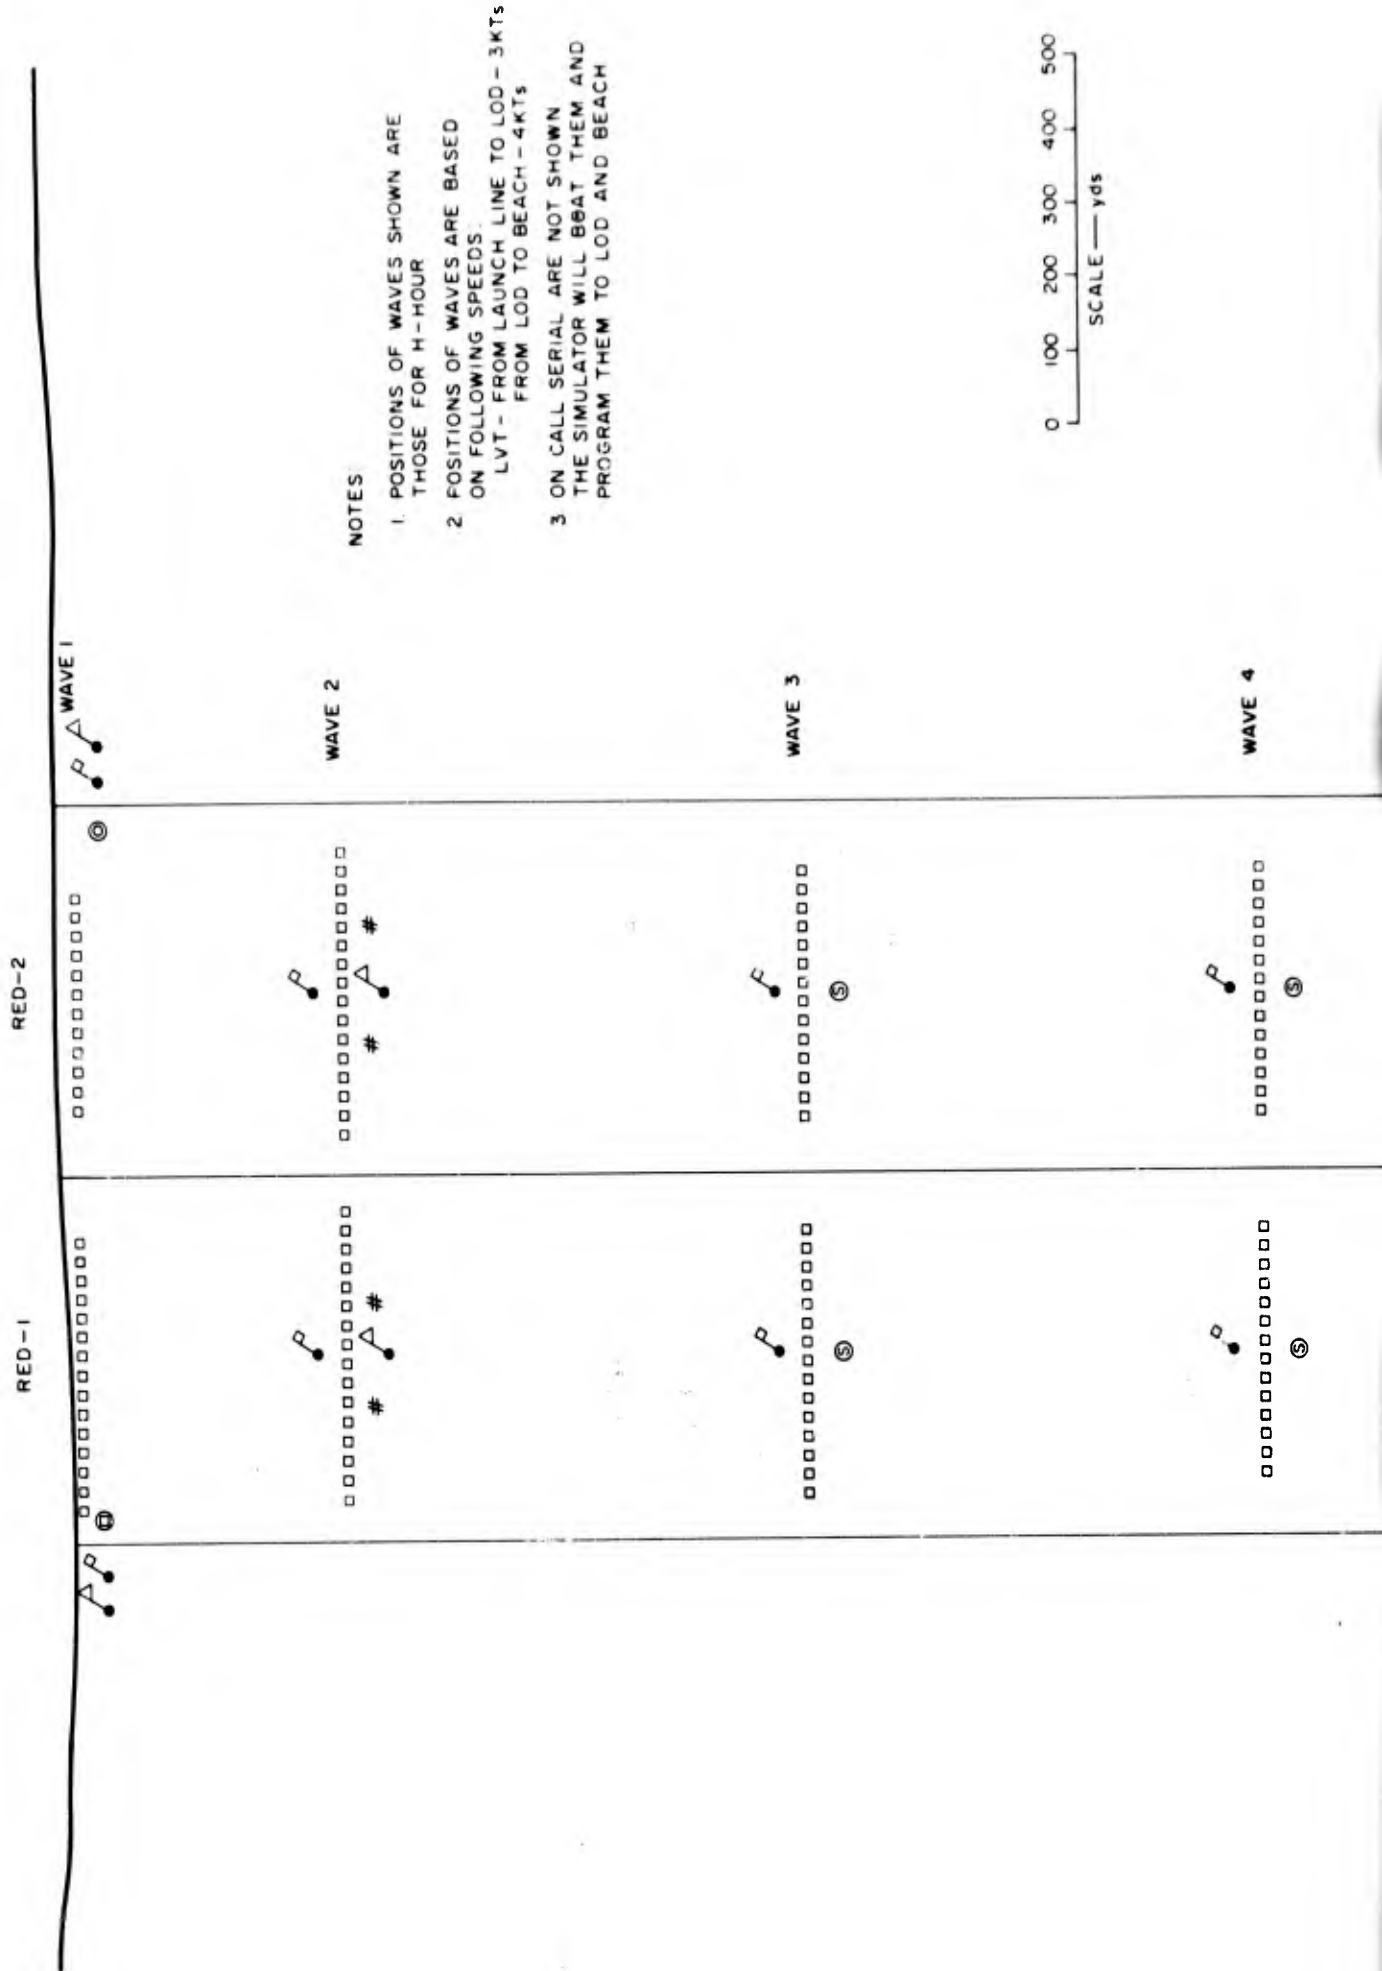 RED-1
RED-2
WAVE 1
WAVE 2
WAVE 3
WAVE 4
NOTES
1. POSITIONS OF WAVES SHOWN ARE
THOSE FOR H-HOUR
2 POSITIONS OF WAVES ARE BASED
ON FOLLOWING SPEEDS:
LVT- FROM LAUNCH LINE TO LOD-3KTs
FROM LOD TO BEACH-4KTs
3 ON CALL SERIAL ARE NOT SHOWN
THE SIMULATOR WILL BOAT THEM AND
PROGRAM THEM TO LOD AND BEACH
0 100 200 300 400 500
SCALE — yds
# #
# #
S S
S S